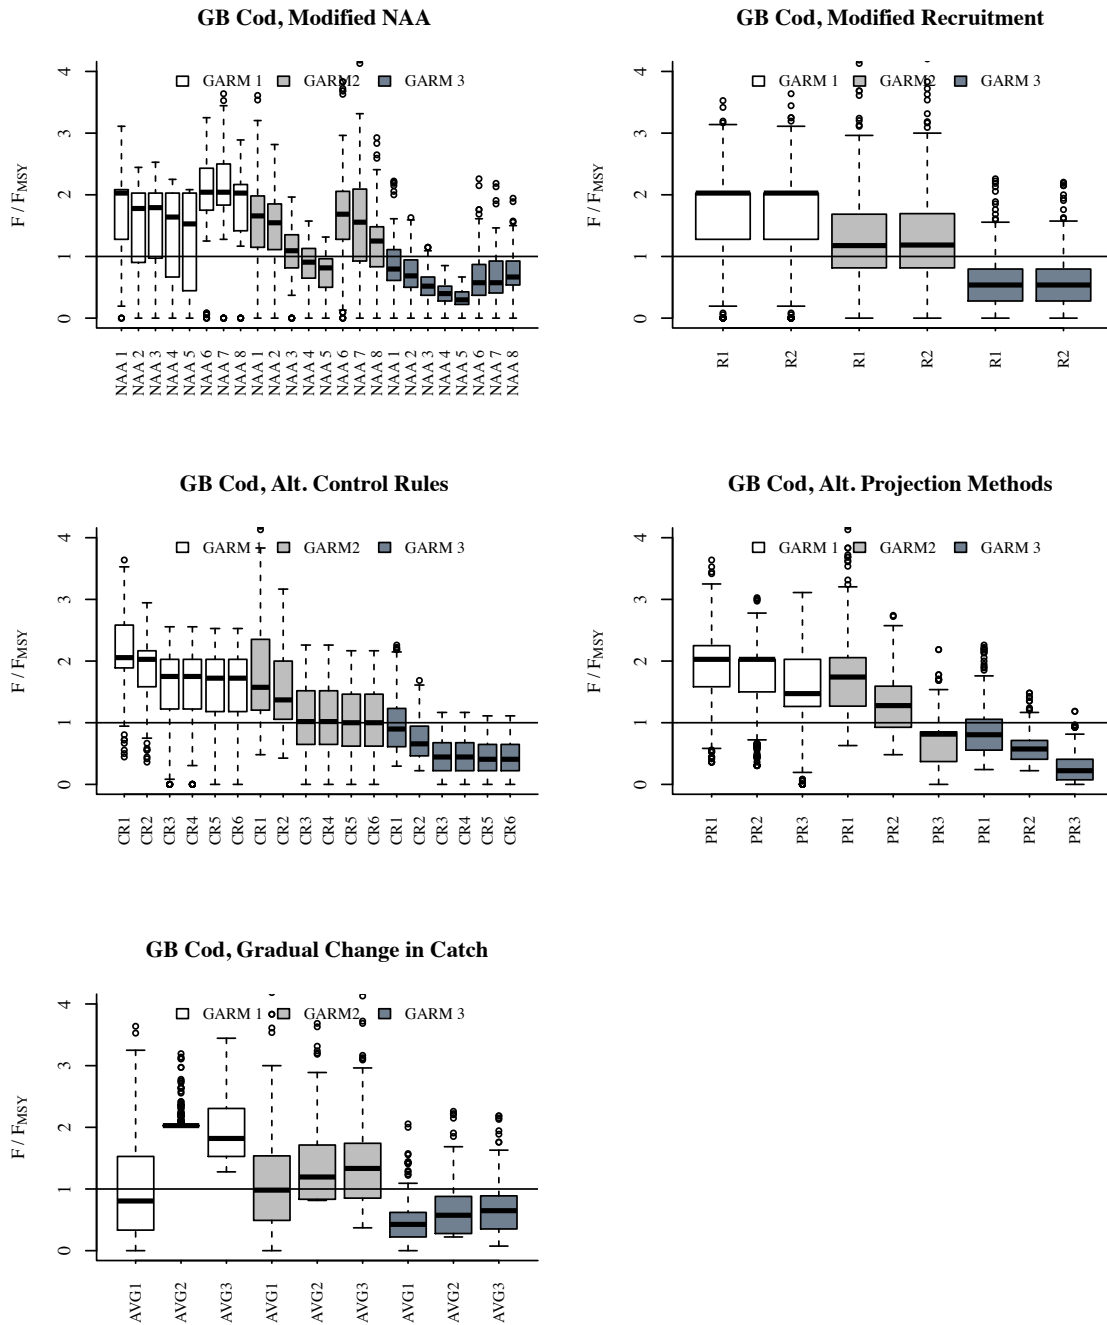 GB Cod, Modified NAA
GARM 1 GARM2 GARM 3
F / FMSY
4
3
2
1
0
NAA 1 NAA 2 NAA 3 NAA 4 NAA 5 NAA 6 NAA 7 NAA 8 NAA 1 NAA 2 NAA 3 NAA 4 NAA 5 NAA 6 NAA 7 NAA 8 NAA 1 NAA 2 NAA 3 NAA 4 NAA 5 NAA 6 NAA 7 NAA 8
GB Cod, Modified Recruitment
GARM 1 GARM2 GARM 3
F / FMSY
4
3
2
1
0
R1 R2 R1 R2 R1 R2
GB Cod, Alt. Control Rules
GARM 1 GARM2 GARM 3
F / FMSY
4
3
2
1
0
CR1 CR2 CR3 CR4 CR5 CR6 CR1 CR2 CR3 CR4 CR5 CR6 CR1 CR2 CR3 CR4 CR5 CR6
GB Cod, Alt. Projection Methods
GARM 1 GARM2 GARM 3
F / FMSY
4
3
2
1
0
PR1 PR2 PR3 PR1 PR2 PR3 PR1 PR2 PR3
GB Cod, Gradual Change in Catch
GARM 1 GARM2 GARM 3
F / FMSY
4
3
2
1
0
AVG1 AVG2 AVG3 AVG1 AVG2 AVG3 AVG1 AVG2 AVG3